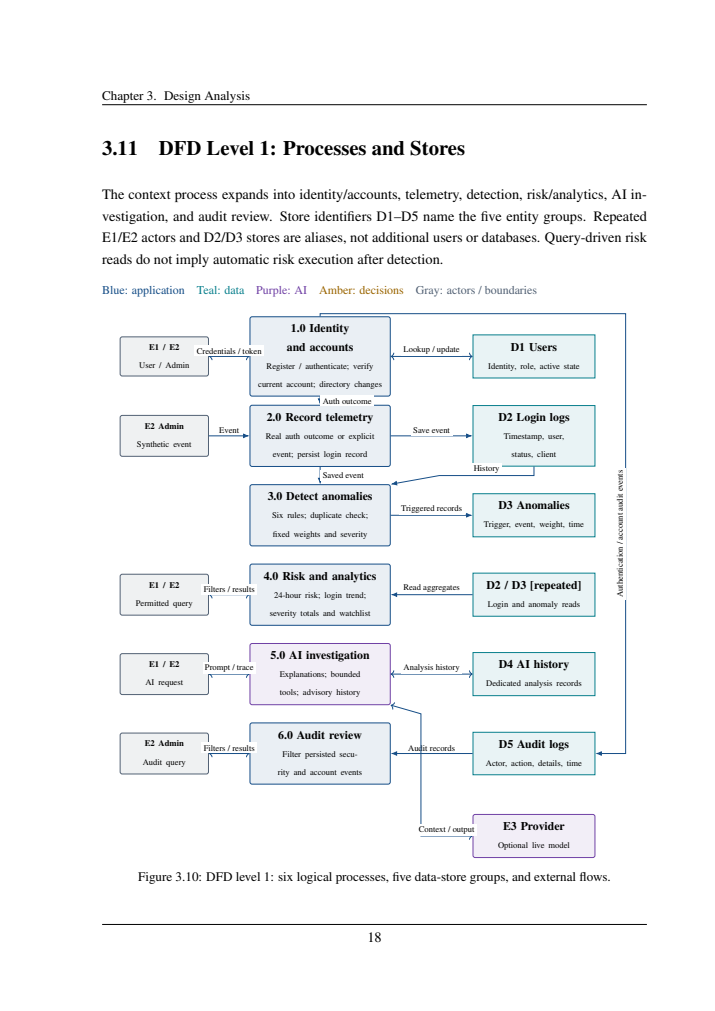 Chapter 3. Design Analysis
3.11 DFD Level 1: Processes and Stores
The context process expands into identity/accounts, telemetry, detection, risk/analytics, AI in-
vestigation, and audit review. Store identifiers D1–D5 name the five entity groups. Repeated
E1/E2 actors and D2/D3 stores are aliases, not additional users or databases. Query-driven risk
reads do not imply automatic risk execution after detection.
Blue: application Teal: data Purple: AI Amber: decisions Gray: actors / boundaries
E1 / E2
User / Admin
Credentials / token
1.0 Identity
and accounts
Register / authenticate; verify
current account; directory changes
Lookup / update
D1 Users
Identity, role, active state
Auth outcome
E2 Admin
Synthetic event
Event
2.0 Record telemetry
Real auth outcome or explicit
event; persist login record
Save event
D2 Login logs
Timestamp, user,
status, client
Saved event
History
3.0 Detect anomalies
Six rules; duplicate check;
fixed weights and severity
Triggered records
D3 Anomalies
Trigger, event, weight, time
Authentication / account audit events
E1 / E2
Permitted query
Filters / results
4.0 Risk and analytics
24-hour risk; login trend;
severity totals and watchlist
Read aggregates
D2 / D3 [repeated]
Login and anomaly reads
E1 / E2
AI request
Prompt / trace
5.0 AI investigation
Explanations; bounded
tools; advisory history
Analysis history
D4 AI history
Dedicated analysis records
E2 Admin
Audit query
Filters / results
6.0 Audit review
Filter persisted secu-
rity and account events
Audit records
D5 Audit logs
Actor, action, details, time
Context / output
E3 Provider
Optional live model
Figure 3.10: DFD level 1: six logical processes, five data-store groups, and external flows.
18